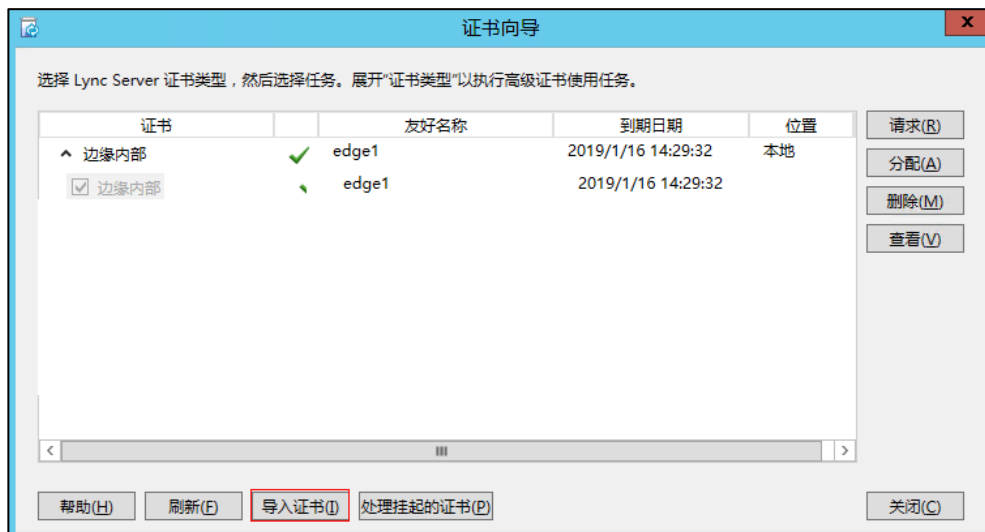 证书向导
x
选择 Lync Server 证书类型，然后选择任务。展开“证书类型”以执行高级证书使用任务。
证书 友好名称 到期日期 位置
边缘内部 edge1 2019/1/16 14:29:32 本地
边缘内部 edge1 2019/1/16 14:29:32
请求(R)
分配(A)
删除(M)
查看(V)
帮助(H) 刷新(F) 导入证书(I) 处理挂起的证书(P) 关闭(C)